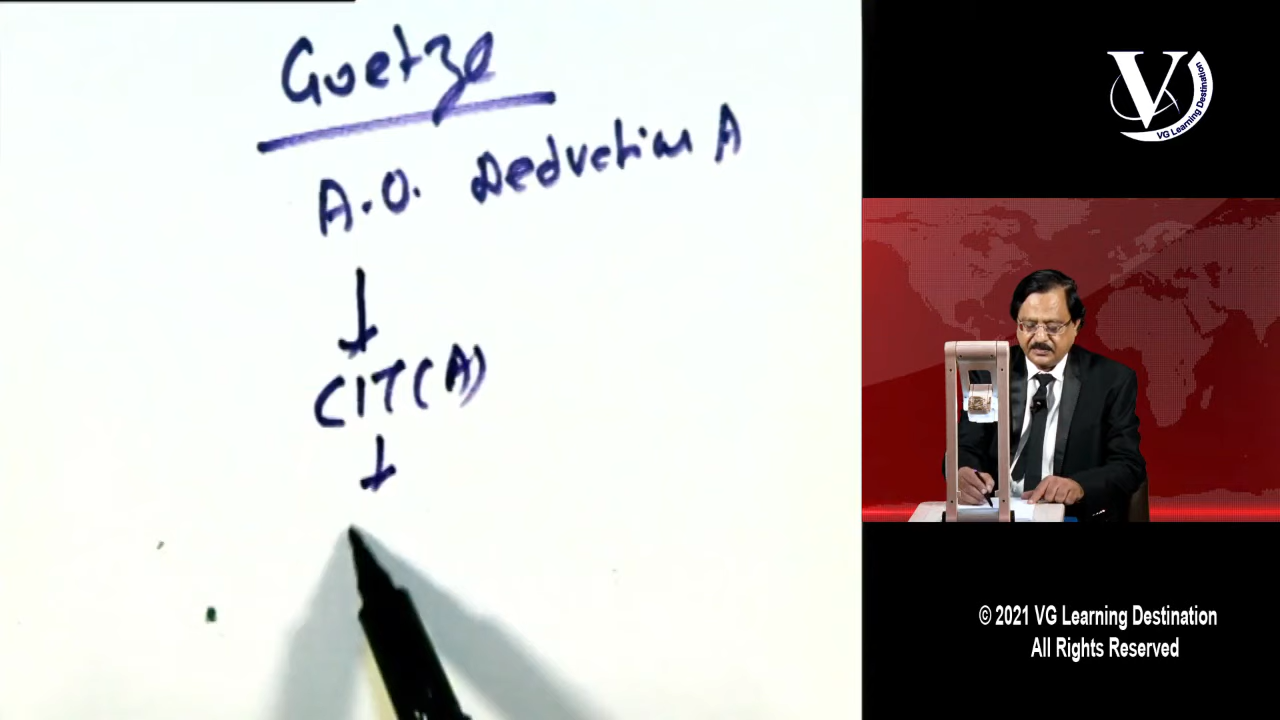 Goetze
A.O. Deduction A
CIT(A)
V
VG Learning Destination
© 2021 VG Learning Destination
All Rights Reserved